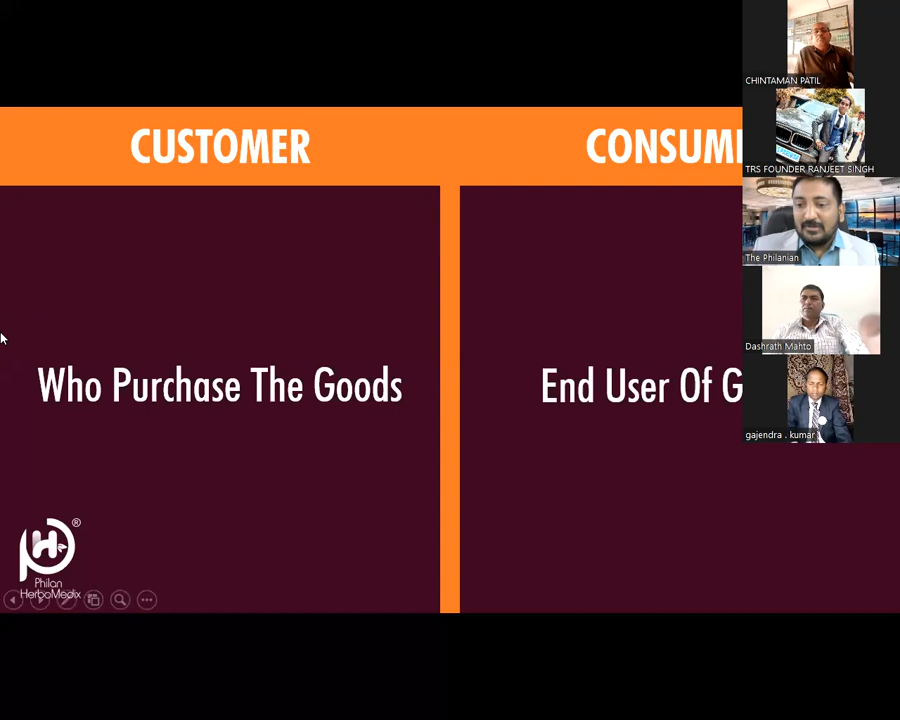 CUSTOMER
CONSUM
Who Purchase The Goods
End User Of G
Philan
HerboMedix
®
CHINTAMAN PATIL
TRS FOUNDER RANJEET SINGH
The Philanian
Dashrath Mahto
gajendra . kumar